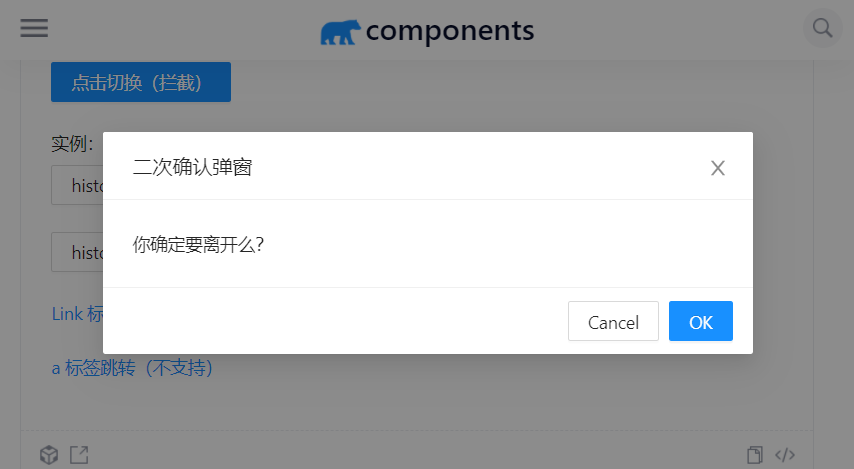 components
点击切换（拦截）
实例：
二次确认弹窗
histo
你确定要离开么？
histo
Link 标
Cancel
OK
a 标签跳转（不支持）